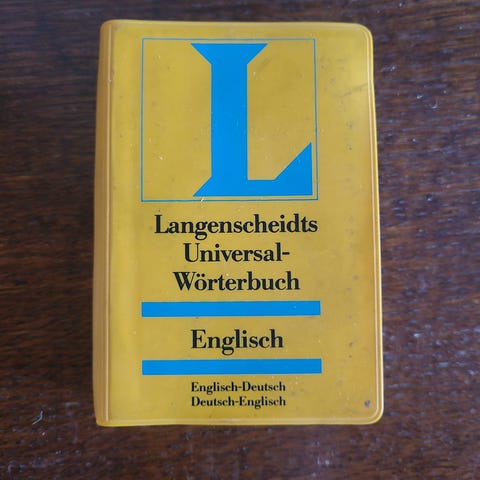 L
Langenscheidts
Universal-
Wörterbuch
Englisch
Englisch-Deutsch
Deutsch-Englisch